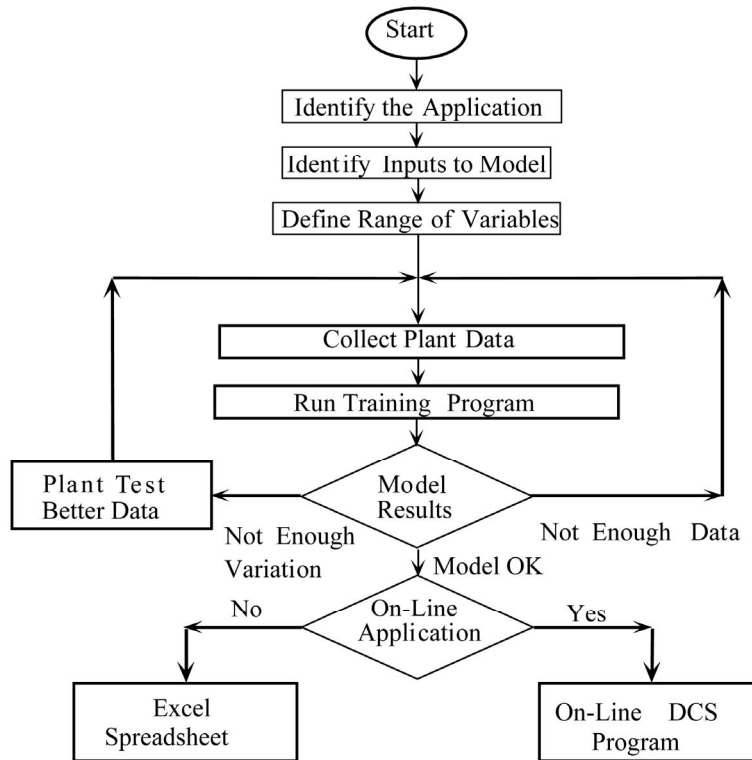 Start
Identify the Application
Identify Inputs to Model
Define Range of Variables
Collect Plant Data
Run Training Program
Model
Results
Plant Test
Better Data
Not Enough
Variation
Not Enough Data
Model OK
On-Line
Application
No
Yes
Excel
Spreadsheet
On-Line DCS
Program